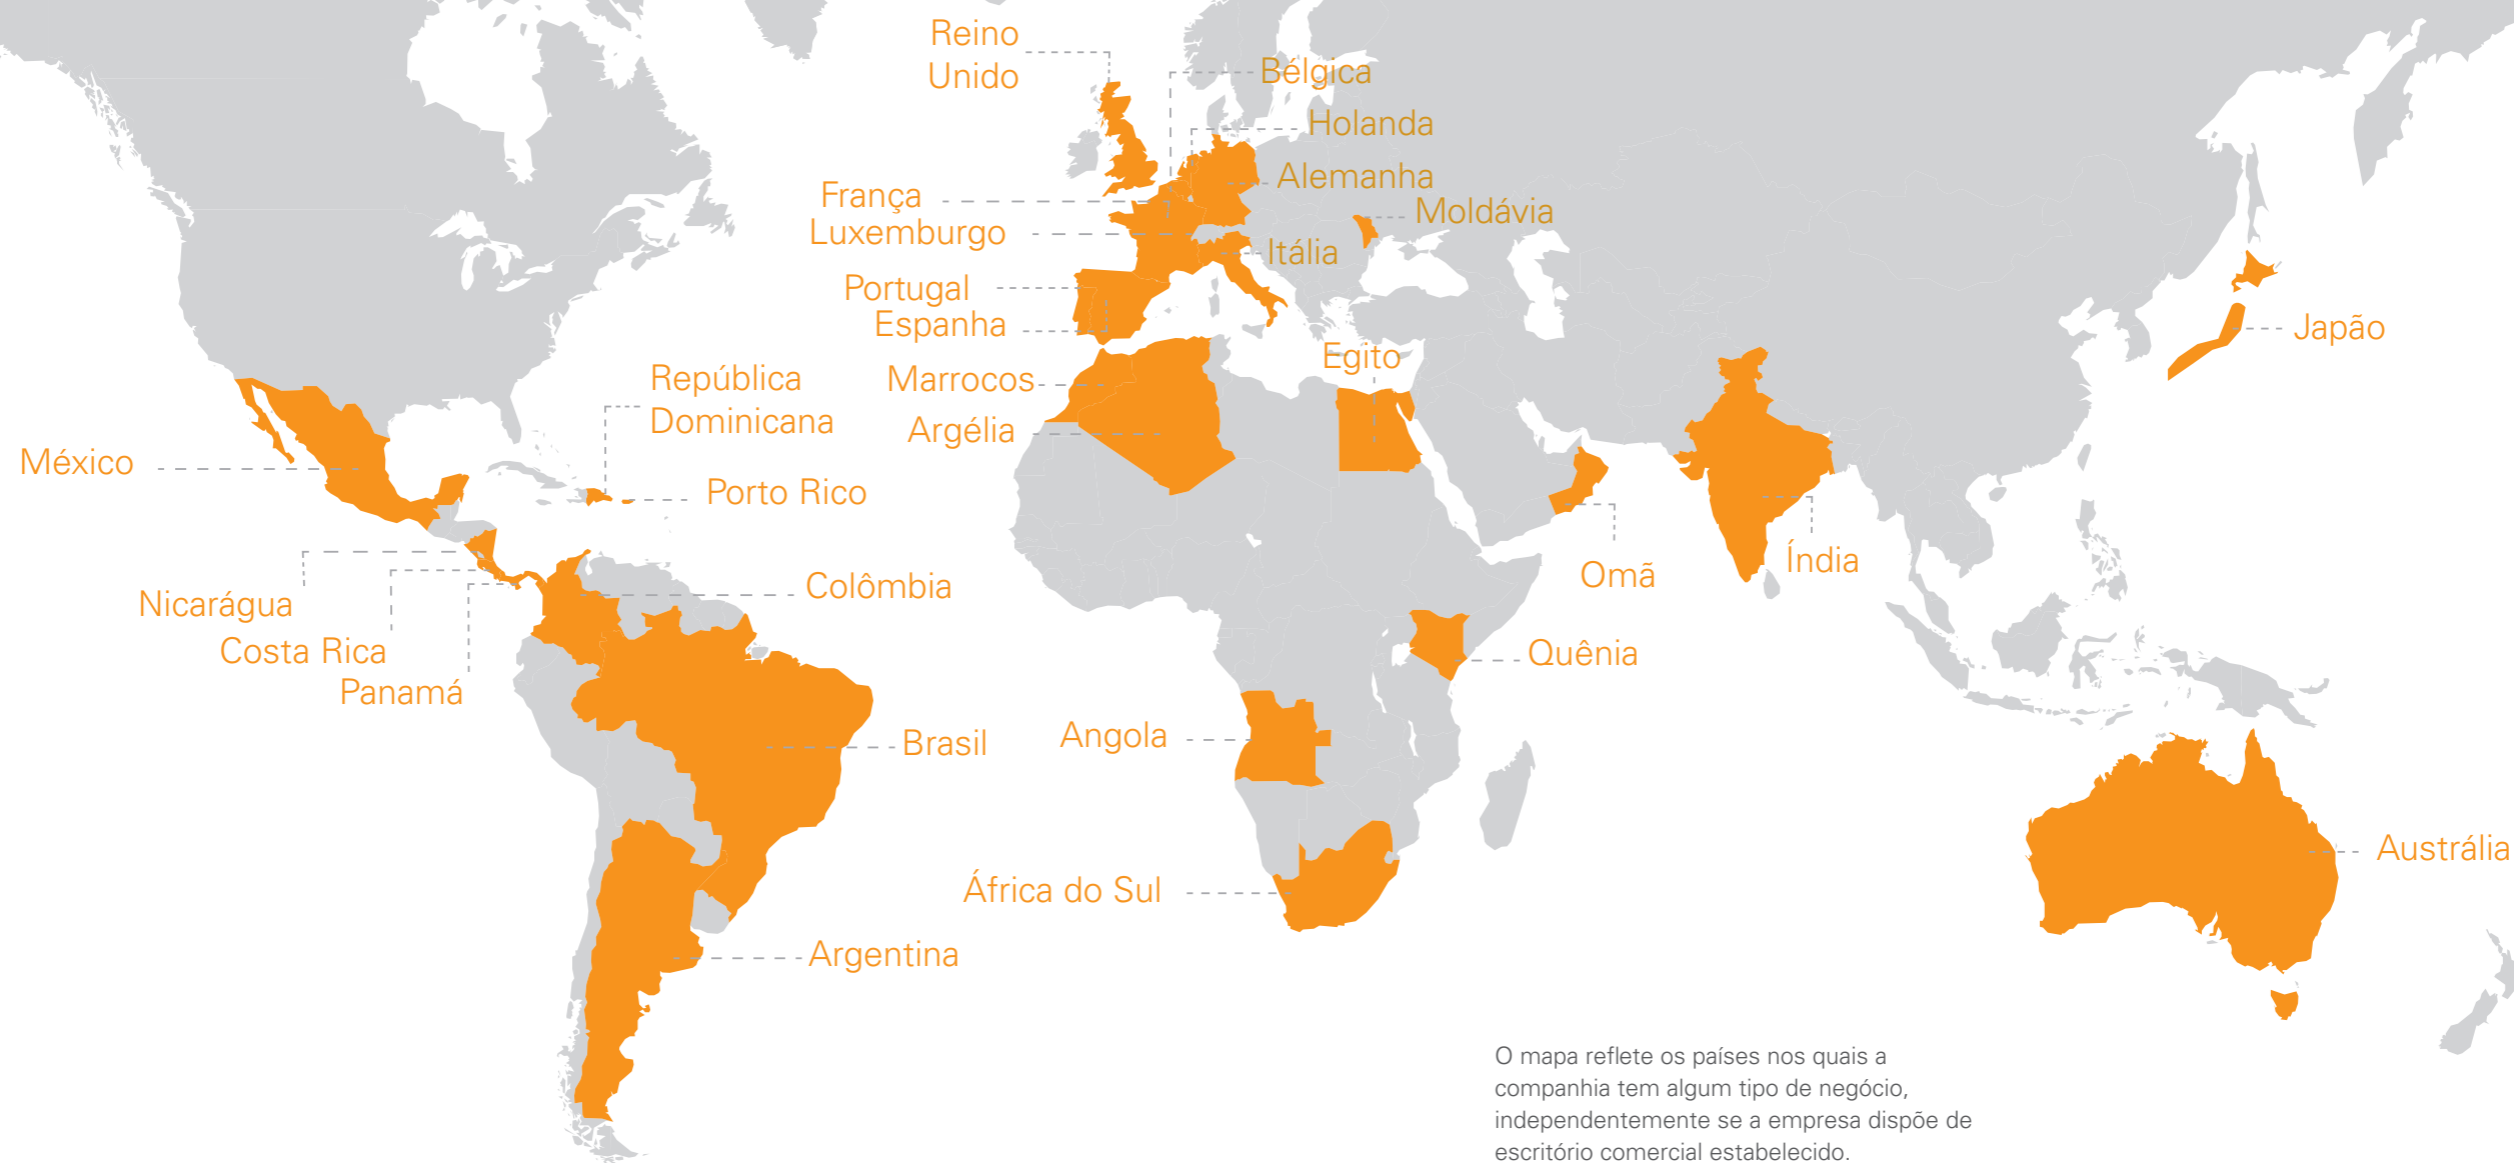 Reino
Unido
Bélgica
Holanda
Alemanha
França
Moldávia
Luxemburgo
Itália
Portugal
Espanha
Japão
Egito
República
Dominicana
Marrocos
Argélia
México
Porto Rico
Omã
Índia
Colômbia
Nicarágua
Costa Rica
Panamá
Quênia
Brasil
Angola
Austrália
África do Sul
Argentina
O mapa reflete os países nos quais a
companhia tem algum tipo de negócio,
independentemente se a empresa dispõe de
escritório comercial estabelecido.